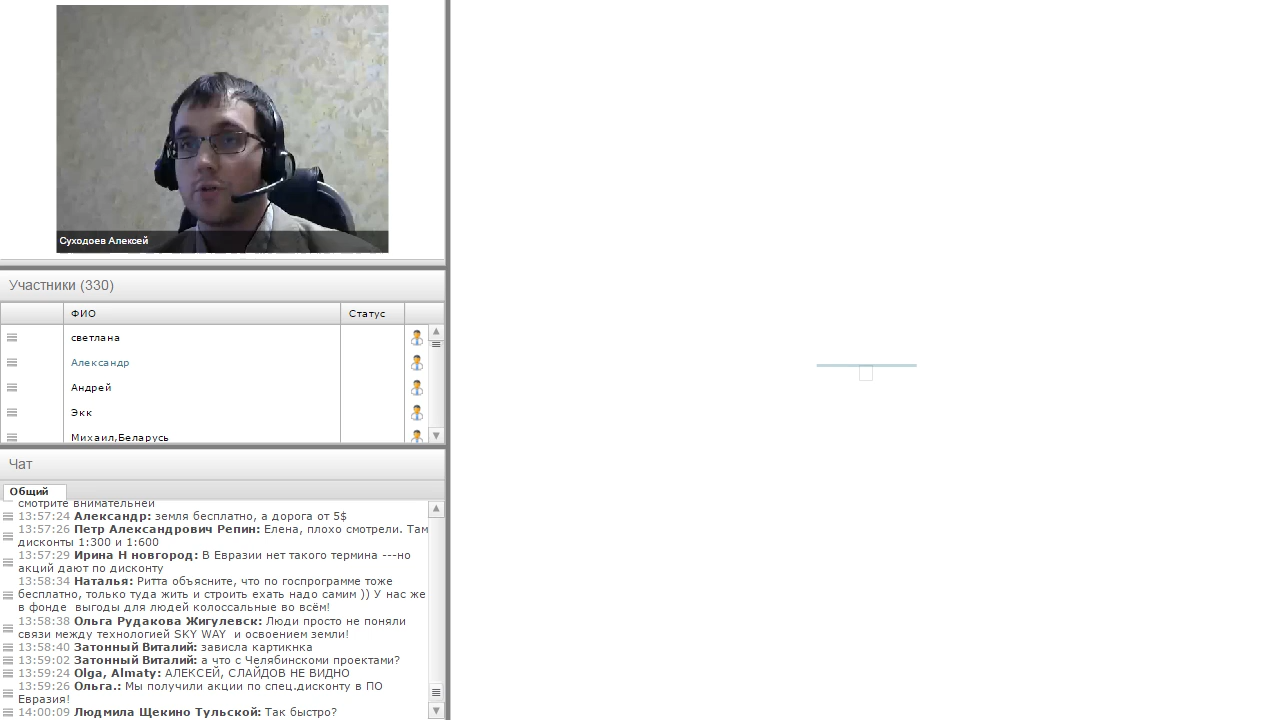 Суходоев Алексей
Участники (330)
ФИО
Статус
светлана
Александр
Андрей
Экк
Михаил,Беларусь
Чат
Общий
смотрите внимательней
13:57:24 Александр: земля бесплатно, а дорога от 5$
13:57:26 Петр Александрович Репин: Елена, плохо смотрели. Там
дисконты 1:300 и 1:600
13:57:29 Ирина Н новгород: В Евразии нет такого термина ---но
акций дают по дисконту
13:58:34 Наталья: Ритта объясните, что по госпрограмме тоже
бесплатно, только туда жить и строить ехать надо самим )) У нас же
в фонде  выгоды для людей колоссальные во всём!
13:58:38 Ольга Рудакова Жигулевск: Люди просто не поняли
связи между технологией SKY WAY  и освоением земли!
13:58:40 Затонный Виталий: зависла картикнка
13:59:02 Затонный Виталий: а что с Челябинскоми проектами?
13:59:24 Olga, Almaty: АЛЕКСЕЙ, СЛАЙДОВ НЕ ВИДНО
13:59:26 Ольга.: Мы получили акции по спец.дисконту в ПО
Евразия!
14:00:09 Людмила Щекино Тульской: Так быстро?